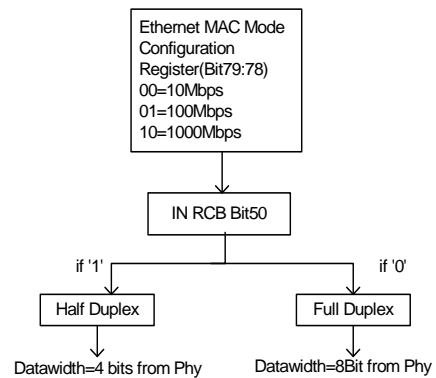 Ethernet MAC Mode
Configuration
Register(Bit79:78)
00=10Mbps
01=100Mbps
10=1000Mbps
IN RCB Bit50
if '1'
if '0'
Half Duplex
Full Duplex
Datawidth=4 bits from Phy
Datawidth=8Bit from Phy